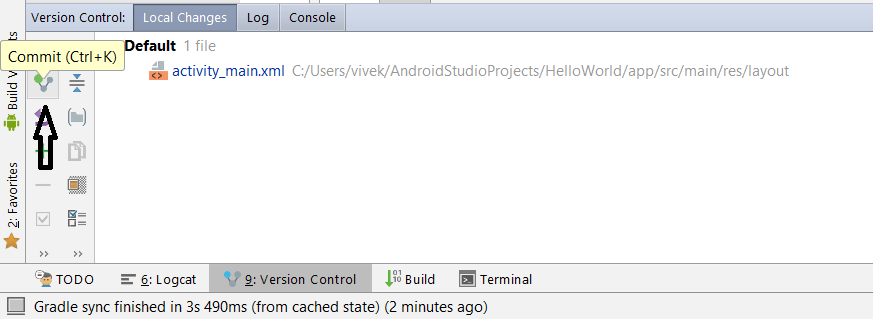 Version Control: Local Changes Log Console
Default 1 file
Commit (Ctrl+K)
activity_main.xml C:/Users/vivek/AndroidStudioProjects/HelloWorld/app/src/main/res/layout
Build V
2: Favorites
>> >>
TODO 6: Logcat 9: Version Control Build Terminal
Gradle sync finished in 3s 490ms (from cached state) (2 minutes ago)